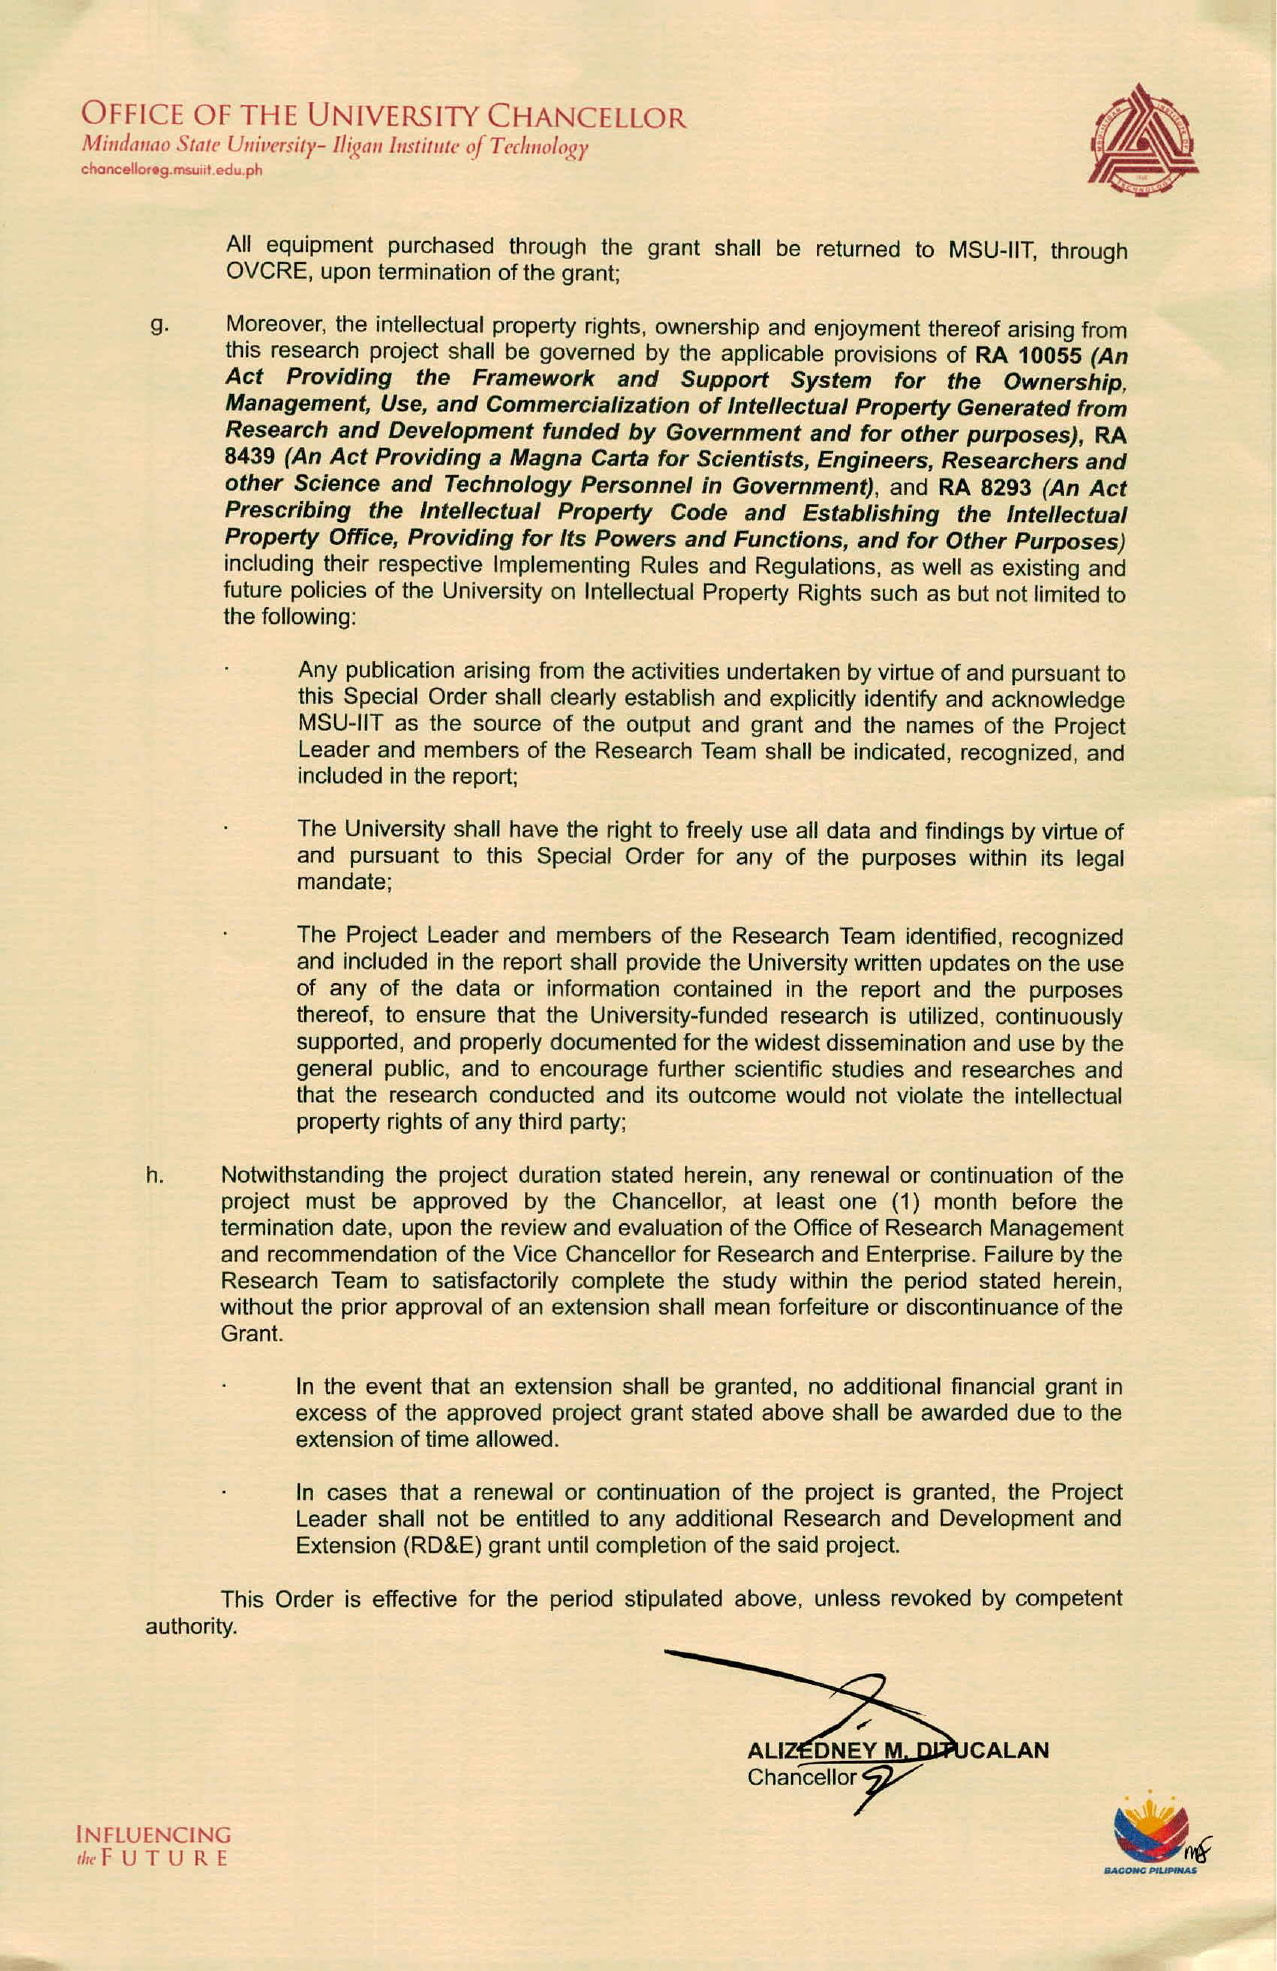 OFFICE OF THE UNIVERSITY CHANCELLOR
Mindanao State University- Iligan Institute of Technology
chancellor@g.msuiit.edu.ph
All equipment purchased through the grant shall be returned to MSU-IIT, through
OVCRE, upon termination of the grant;
g. Moreover, the intellectual property rights, ownership and enjoyment thereof arising from
this research project shall be governed by the applicable provisions of RA 10055 (An
Act Providing the Framework and Support System for the Ownership,
Management, Use, and Commercialization of Intellectual Property Generated from
Research and Development funded by Government and for other purposes), RA
8439 (An Act Providing a Magna Carta for Scientists, Engineers, Researchers and
other Science and Technology Personnel in Government), and RA 8293 (An Act
Prescribing the Intellectual Property Code and Establishing the Intellectual
Property Office, Providing for Its Powers and Functions, and for Other Purposes)
including their respective Implementing Rules and Regulations, as well as existing and
future policies of the University on Intellectual Property Rights such as but not limited to
the following:
· Any publication arising from the activities undertaken by virtue of and pursuant to
this Special Order shall clearly establish and explicitly identify and acknowledge
MSU-IIT as the source of the output and grant and the names of the Project
Leader and members of the Research Team shall be indicated, recognized, and
included in the report;
· The University shall have the right to freely use all data and findings by virtue of
and pursuant to this Special Order for any of the purposes within its legal
mandate;
· The Project Leader and members of the Research Team identified, recognized
and included in the report shall provide the University written updates on the use
of any of the data or information contained in the report and the purposes
thereof, to ensure that the University-funded research is utilized, continuously
supported, and properly documented for the widest dissemination and use by the
general public, and to encourage further scientific studies and researches and
that the research conducted and its outcome would not violate the intellectual
property rights of any third party;
h. Notwithstanding the project duration stated herein, any renewal or continuation of the
project must be approved by the Chancellor, at least one (1) month before the
termination date, upon the review and evaluation of the Office of Research Management
and recommendation of the Vice Chancellor for Research and Enterprise. Failure by the
Research Team to satisfactorily complete the study within the period stated herein,
without the prior approval of an extension shall mean forfeiture or discontinuance of the
Grant.
· In the event that an extension shall be granted, no additional financial grant in
excess of the approved project grant stated above shall be awarded due to the
extension of time allowed.
· In cases that a renewal or continuation of the project is granted, the Project
Leader shall not be entitled to any additional Research and Development and
Extension (RD&E) grant until completion of the said project.
This Order is effective for the period stipulated above, unless revoked by competent
authority.
ALIZEDNEY M. DITUCALAN
Chancellor
INFLUENCING
the FUTURE
BAGONG PILIPINAS